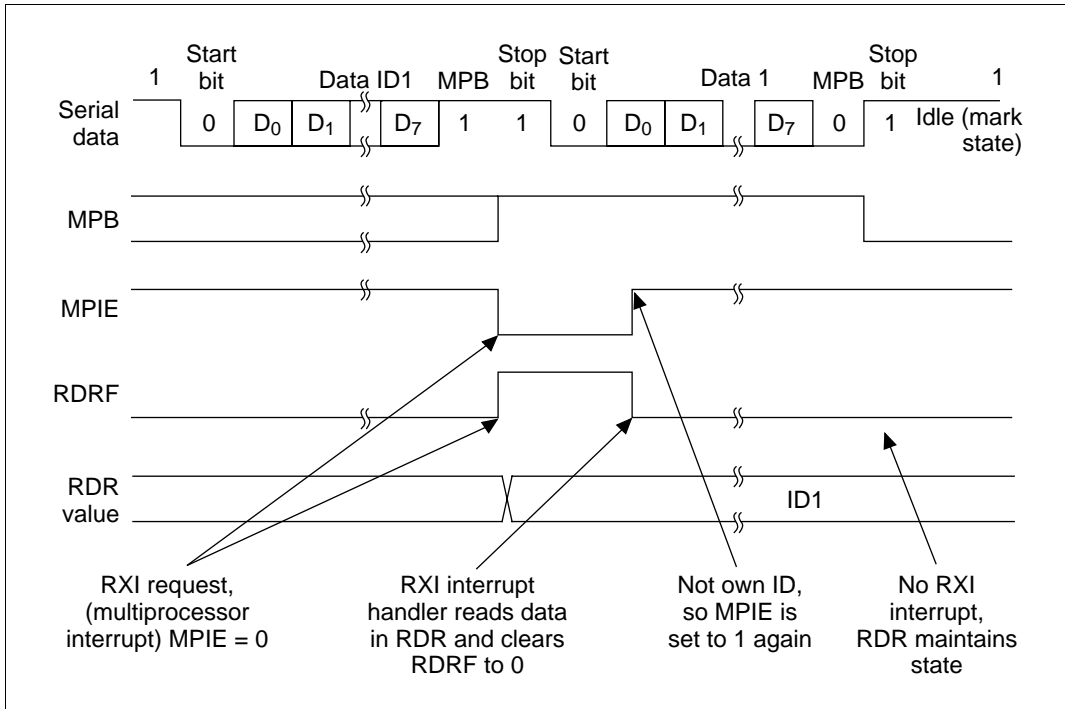 1 Start bit Data ID1 MPB Stop bit Start bit Data 1 MPB Stop bit 1
Serial data 0 D0 D1 D7 1 1 0 D0 D1 D7 0 1 Idle (mark state)
MPB
MPIE
RDRF
RDR value ID1
RXI request,
(multiprocessor
interrupt) MPIE = 0
RXI interrupt
handler reads data
in RDR and clears
RDRF to 0
Not own ID,
so MPIE is
set to 1 again
No RXI
interrupt,
RDR maintains
state